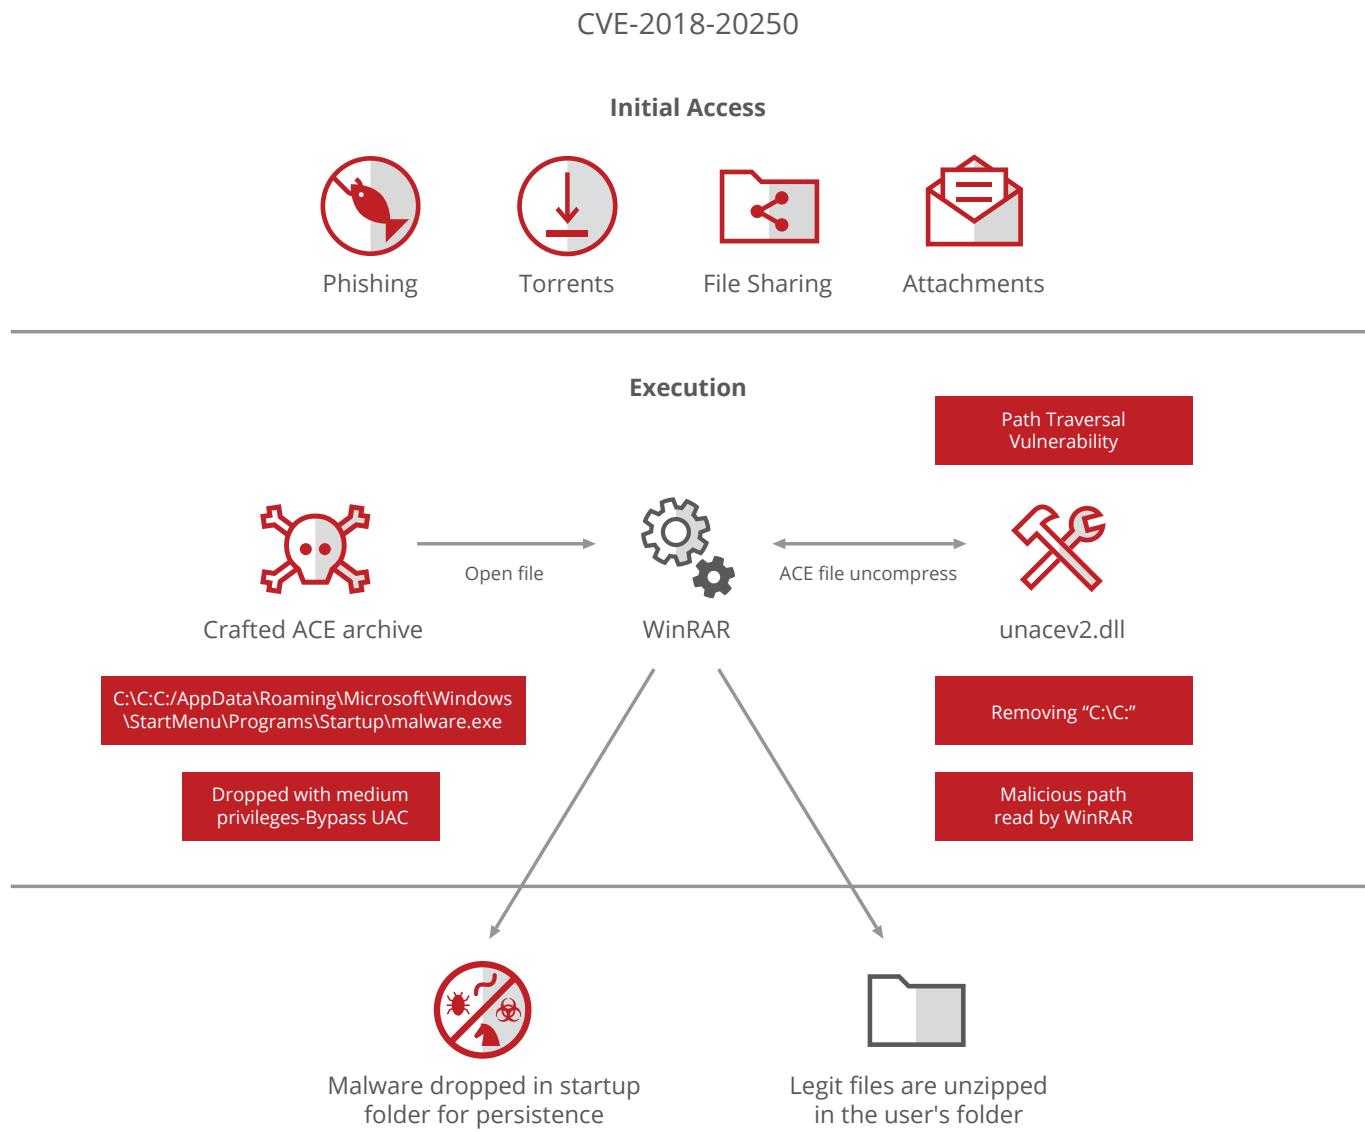 CVE-2018-20250
Initial Access
Phishing
Torrents
File Sharing
Attachments
Execution
Path Traversal
Vulnerability
Open file
ACE file uncompress
Crafted ACE archive
WinRAR
unacev2.dll
C:\C:C:/AppData\Roaming\Microsoft\Windows
\StartMenu\Programs\Startup\malware.exe
Removing “C:\C:”
Dropped with medium
privileges-Bypass UAC
Malicious path
read by WinRAR
Malware dropped in startup
folder for persistence
Legit files are unzipped
in the user's folder